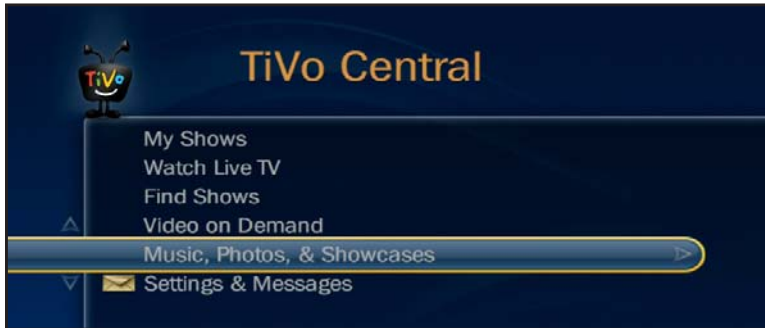 TiVo
TiVo Central
My Shows
Watch Live TV
Find Shows
Video on Demand
Music, Photos, & Showcases
Settings & Messages